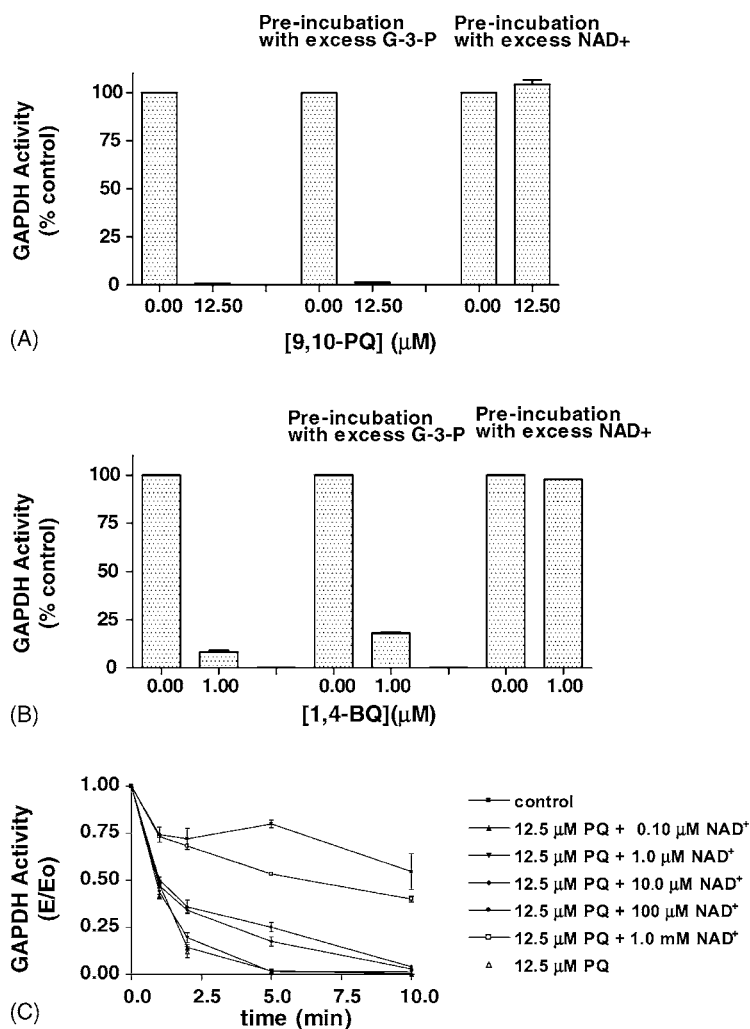 Pre-incubation with excess G-3-P
Pre-incubation with excess NAD+
GAPDH Activity
(% control)
100
75
50
25
0
0.00 12.50 0.00 12.50 0.00 12.50
[9,10-PQ] (μM)
(A)
Pre-incubation with excess G-3-P
Pre-incubation with excess NAD+
GAPDH Activity
(% control)
100
75
50
25
0
0.00 1.00 0.00 1.00 0.00 1.00
[1,4-BQ](μM)
(B)
GAPDH Activity
(E/Eo)
1.00
0.75
0.50
0.25
0.00
0.0 2.5 5.0 7.5 10.0
time (min)
control
12.5 μM PQ + 0.10 μM NAD⁺
12.5 μM PQ + 1.0 μM NAD⁺
12.5 μM PQ + 10.0 μM NAD⁺
12.5 μM PQ + 100 μM NAD⁺
12.5 μM PQ + 1.0 mM NAD⁺
12.5 μM PQ
(C)